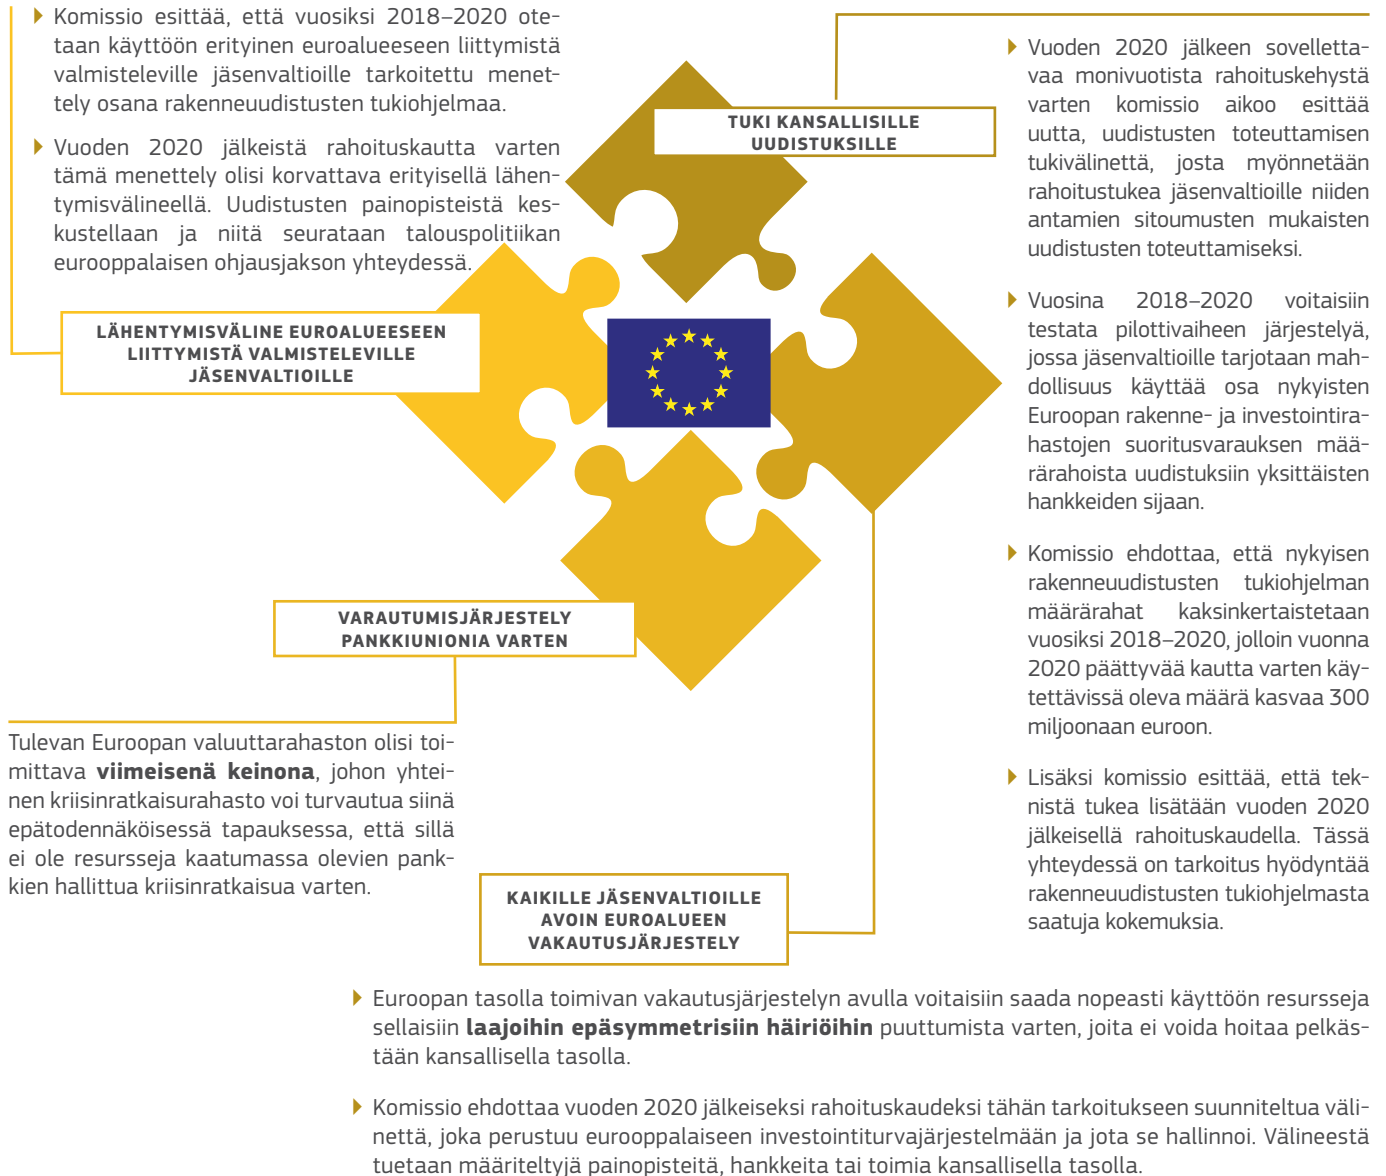 Komissio esittää, että vuosiksi 2018–2020 ote-
taan käyttöön erityinen euroalueeseen liittymistä
valmisteleville jäsenvaltioille tarkoitettu menet-
tely osana rakenneuudistusten tukiohjelmaa.
Vuoden 2020 jälkeistä rahoituskautta varten
tämä menettely olisi korvattava erityisellä lähen-
tymisvälineellä. Uudistusten painopisteistä kes-
kustellaan ja niitä seurataan talouspolitiikan
eurooppalaisen ohjausjakson yhteydessä.
LÄHENTYMISVÄLINE EUROALUEESEEN
LIITTYMISTÄ VALMISTELEVILLE
JÄSENVALTIOILLE
TUKI KANSALLISILLE
UUDISTUKSILLE
Vuoden 2020 jälkeen sovelletta-
vaa monivuotista rahoituskehystä
varten komissio aikoo esittää
uutta, uudistusten toteuttamisen
tukivälinettä, josta myönnetään
rahoitustukea jäsenvaltioille niiden
antamien sitoumusten mukaisten
uudistusten toteuttamiseksi.
Vuosina 2018–2020 voitaisiin
testata pilottivaiheen järjestelyä,
jossa jäsenvaltioille tarjotaan mah-
dollisuus käyttää osa nykyisten
Euroopan rakenne- ja investointira-
hastojen suoritusvarauksen mää-
rärahoista uudistuksiin yksittäisten
hankkeiden sijaan.
Komissio ehdottaa, että nykyisen
rakenneuudistusten tukiohjelman
määrärahat kaksinkertaistetaan
vuosiksi 2018–2020, jolloin vuonna
2020 päättyvää kautta varten käy-
tettävissä oleva määrä kasvaa 300
miljoonaan euroon.
Lisäksi komissio esittää, että tek-
nistä tukea lisätään vuoden 2020
jälkeisellä rahoituskaudella. Tässä
yhteydessä on tarkoitus hyödyntää
rakenneuudistusten tukiohjelmasta
saatuja kokemuksia.
VARAUTUMISJÄRJESTELY
PANKKIUNIONIA VARTEN
Tulevan Euroopan valuuttarahaston olisi toi-
mittava viimeisenä keinona, johon yhtei-
nen kriisinratkaisurahasto voi turvautua siinä
epätodennäköisessä tapauksessa, että sillä
ei ole resursseja kaatumassa olevien pank-
kien hallittua kriisinratkaisua varten.
KAIKILLE JÄSENVALTIOILLE
AVOIN EUROALUEEN
VAKAUTUSJÄRJESTELY
Euroopan tasolla toimivan vakautusjärjestelyn avulla voitaisiin saada nopeasti käyttöön resursseja
sellaisiin laajoihin epäsymmetrisiin häiriöihin puuttumista varten, joita ei voida hoitaa pelkäs-
tään kansallisella tasolla.
Komissio ehdottaa vuoden 2020 jälkeiseksi rahoituskaudeksi tähän tarkoitukseen suunniteltua väli-
nettä, joka perustuu eurooppalaiseen investointiturvajärjestelmään ja jota se hallinnoi. Välineestä
tuetaan määriteltyjä painopisteitä, hankkeita tai toimia kansallisella tasolla.